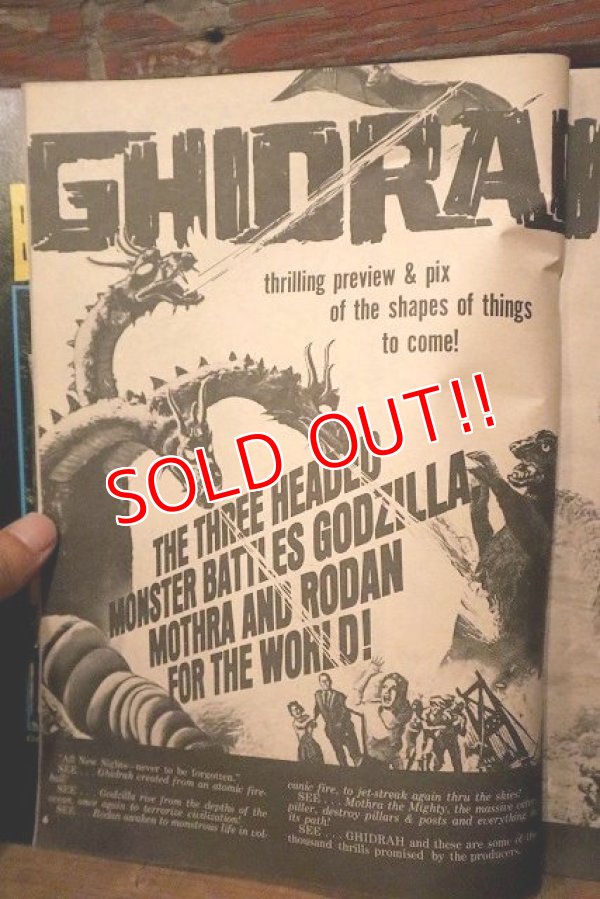 GHIDRAH
thrilling preview & pix
of the shapes of things
to come!
SOLD OUT!!
THE THREE HEADED
MONSTER BATTLES GODZILLA,
MOTHRA AND RODAN
FOR THE WORLD!
"All New Sights—never to be forgotten."
SEE . . . Ghidrah created from an atomic fire-
ball!
SEE . . . Godzilla rise from the depths of the
ocean, once again to terrorize civilization!
SEE . . . Rodan awaken to monstrous life in vol-
canic fire, to jet-streak again thru the skies!
SEE . . . Mothra the Mighty, the massive
piller, destroy pillars & posts and everything
its path!
SEE . . . GHIDRAH and these are some of the
thousand thrills promised by the producers.
6